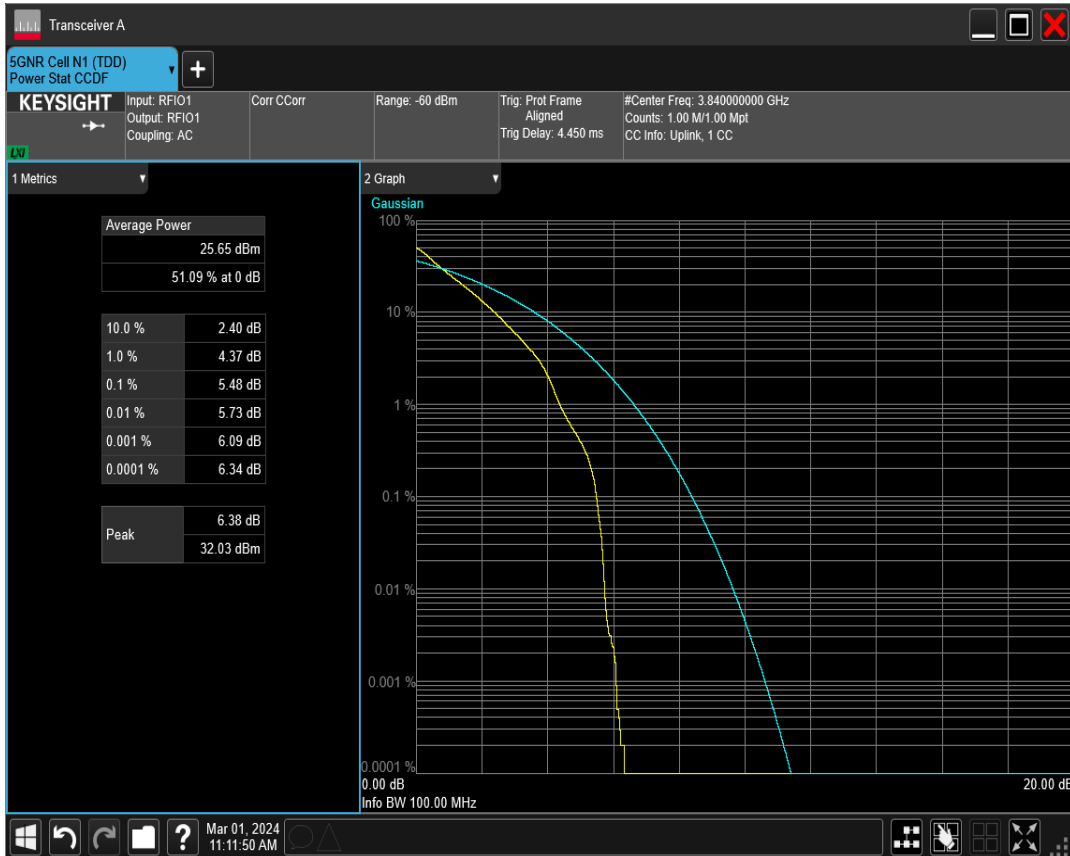 Transceiver A
5GNR Cell N1 (TDD)
Power Stat CCDF
+
KEYSIGHT
LXI
Input: RFIO1
Output: RFIO1
Coupling: AC
Corr CCorr
Range: -60 dBm
Trig: Prot Frame
Aligned
Trig Delay: 4.450 ms
#Center Freq: 3.840000000 GHz
Counts: 1.00 M/1.00 Mpt
CC Info: Uplink, 1 CC
1 Metrics
Average Power
25.65 dBm
51.09 % at 0 dB
10.0 % 2.40 dB
1.0 % 4.37 dB
0.1 % 5.48 dB
0.01 % 5.73 dB
0.001 % 6.09 dB
0.0001 % 6.34 dB
Peak 6.38 dB
32.03 dBm
2 Graph
Gaussian
100 %
10 %
1 %
0.1 %
0.01 %
0.001 %
0.0001 %
0.00 dB 20.00 dB
Info BW 100.00 MHz
?
Mar 01, 2024
11:11:50 AM